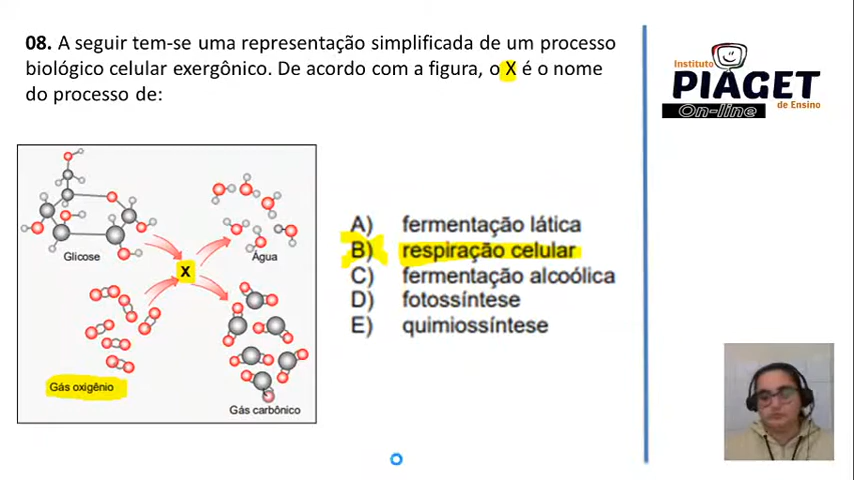 08. A seguir tem-se uma representação simplificada de um processo
biológico celular exergônico. De acordo com a figura, o X é o nome
do processo de:
Instituto
PIAGET
On-line
de Ensino
Glicose
Água
X
Gás oxigênio
Gás carbônico
A) fermentação lática
B) respiração celular
C) fermentação alcoólica
D) fotossíntese
E) quimiossíntese